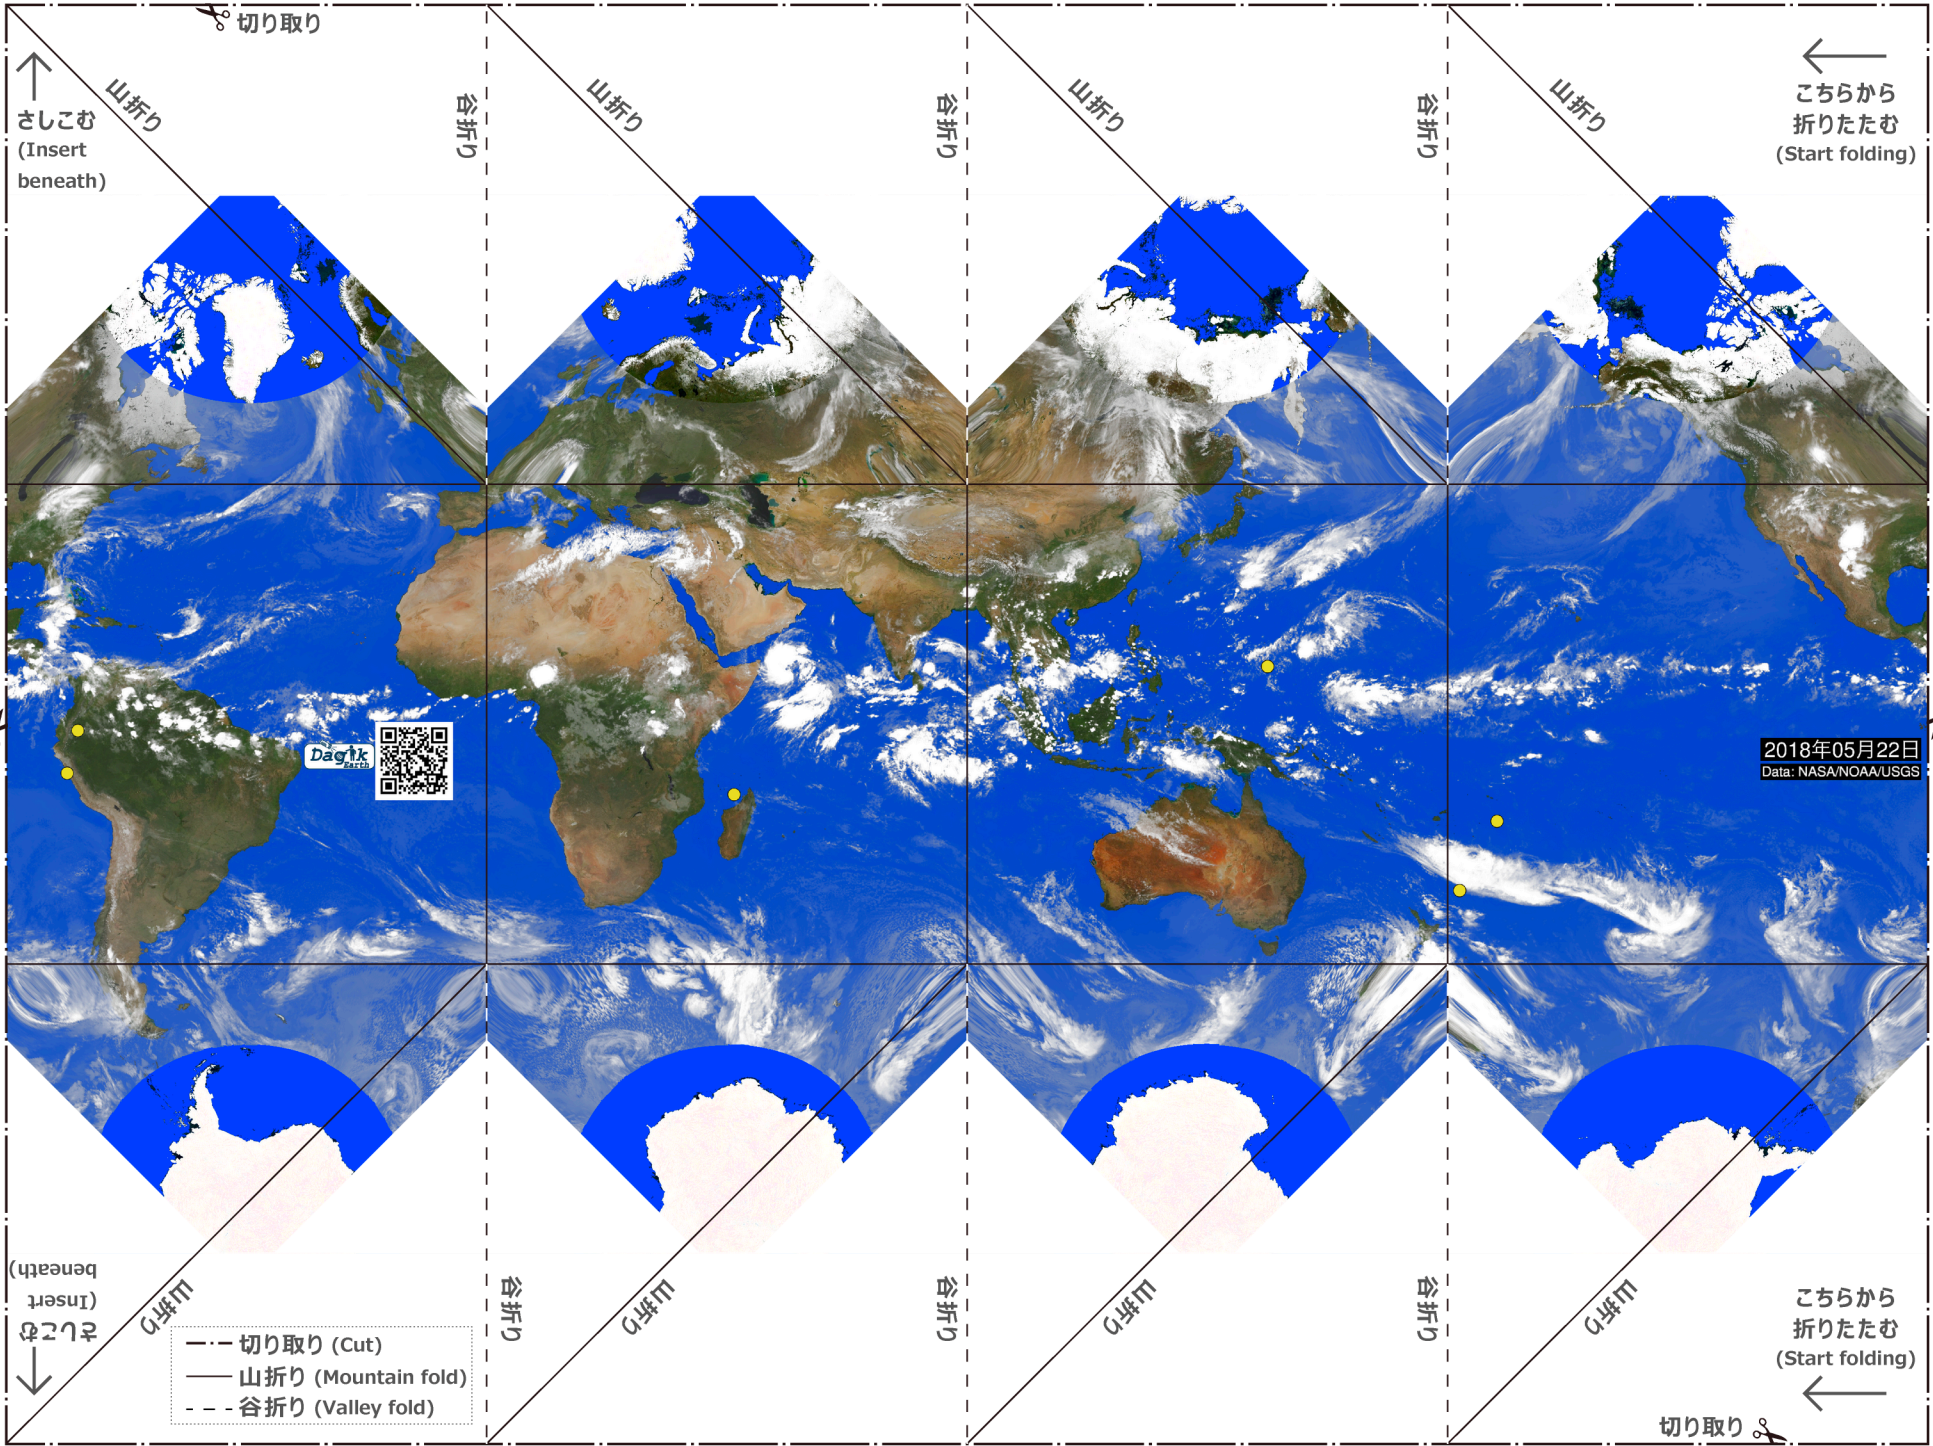 切り取り
山折り
谷折り
山折り
谷折り
山折り
谷折り
山折り
さしこむ
(Insert
beneath)
こちらから
折りたたむ
(Start folding)
Dagik
Earth
2018年05月22日
Data: NASA/NOAA/USGS
さしこむ
(Insert
beneath)
山折り
谷折り
山折り
谷折り
山折り
谷折り
山折り
切り取り (Cut)
山折り (Mountain fold)
谷折り (Valley fold)
こちらから
折りたたむ
(Start folding)
切り取り